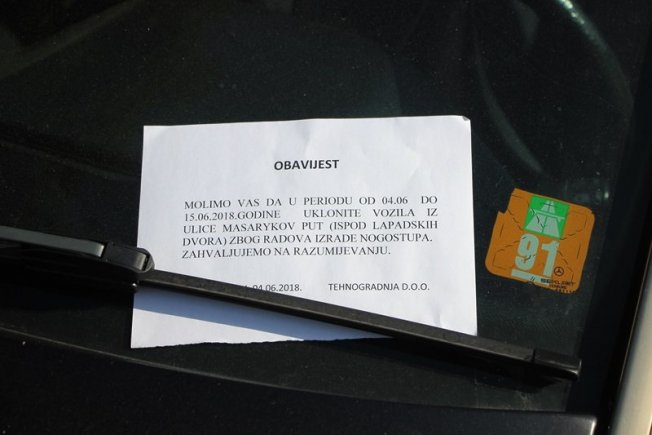 OBAVIJEST
MOLIMO VAS DA U PERIODU OD 04.06 DO
15.06.2018.GODINE UKLONITE VOZILA IZ
ULICE MASARYKOV PUT (ISPOD LAPADSKIH
DVORA) ZBOG RADOVA IZRADE NOGOSTUPA.
ZAHVALJUJEMO NA RAZUMIJEVANJU.
04.06.2018. TEHNOGRADNJA D.O.O.
91